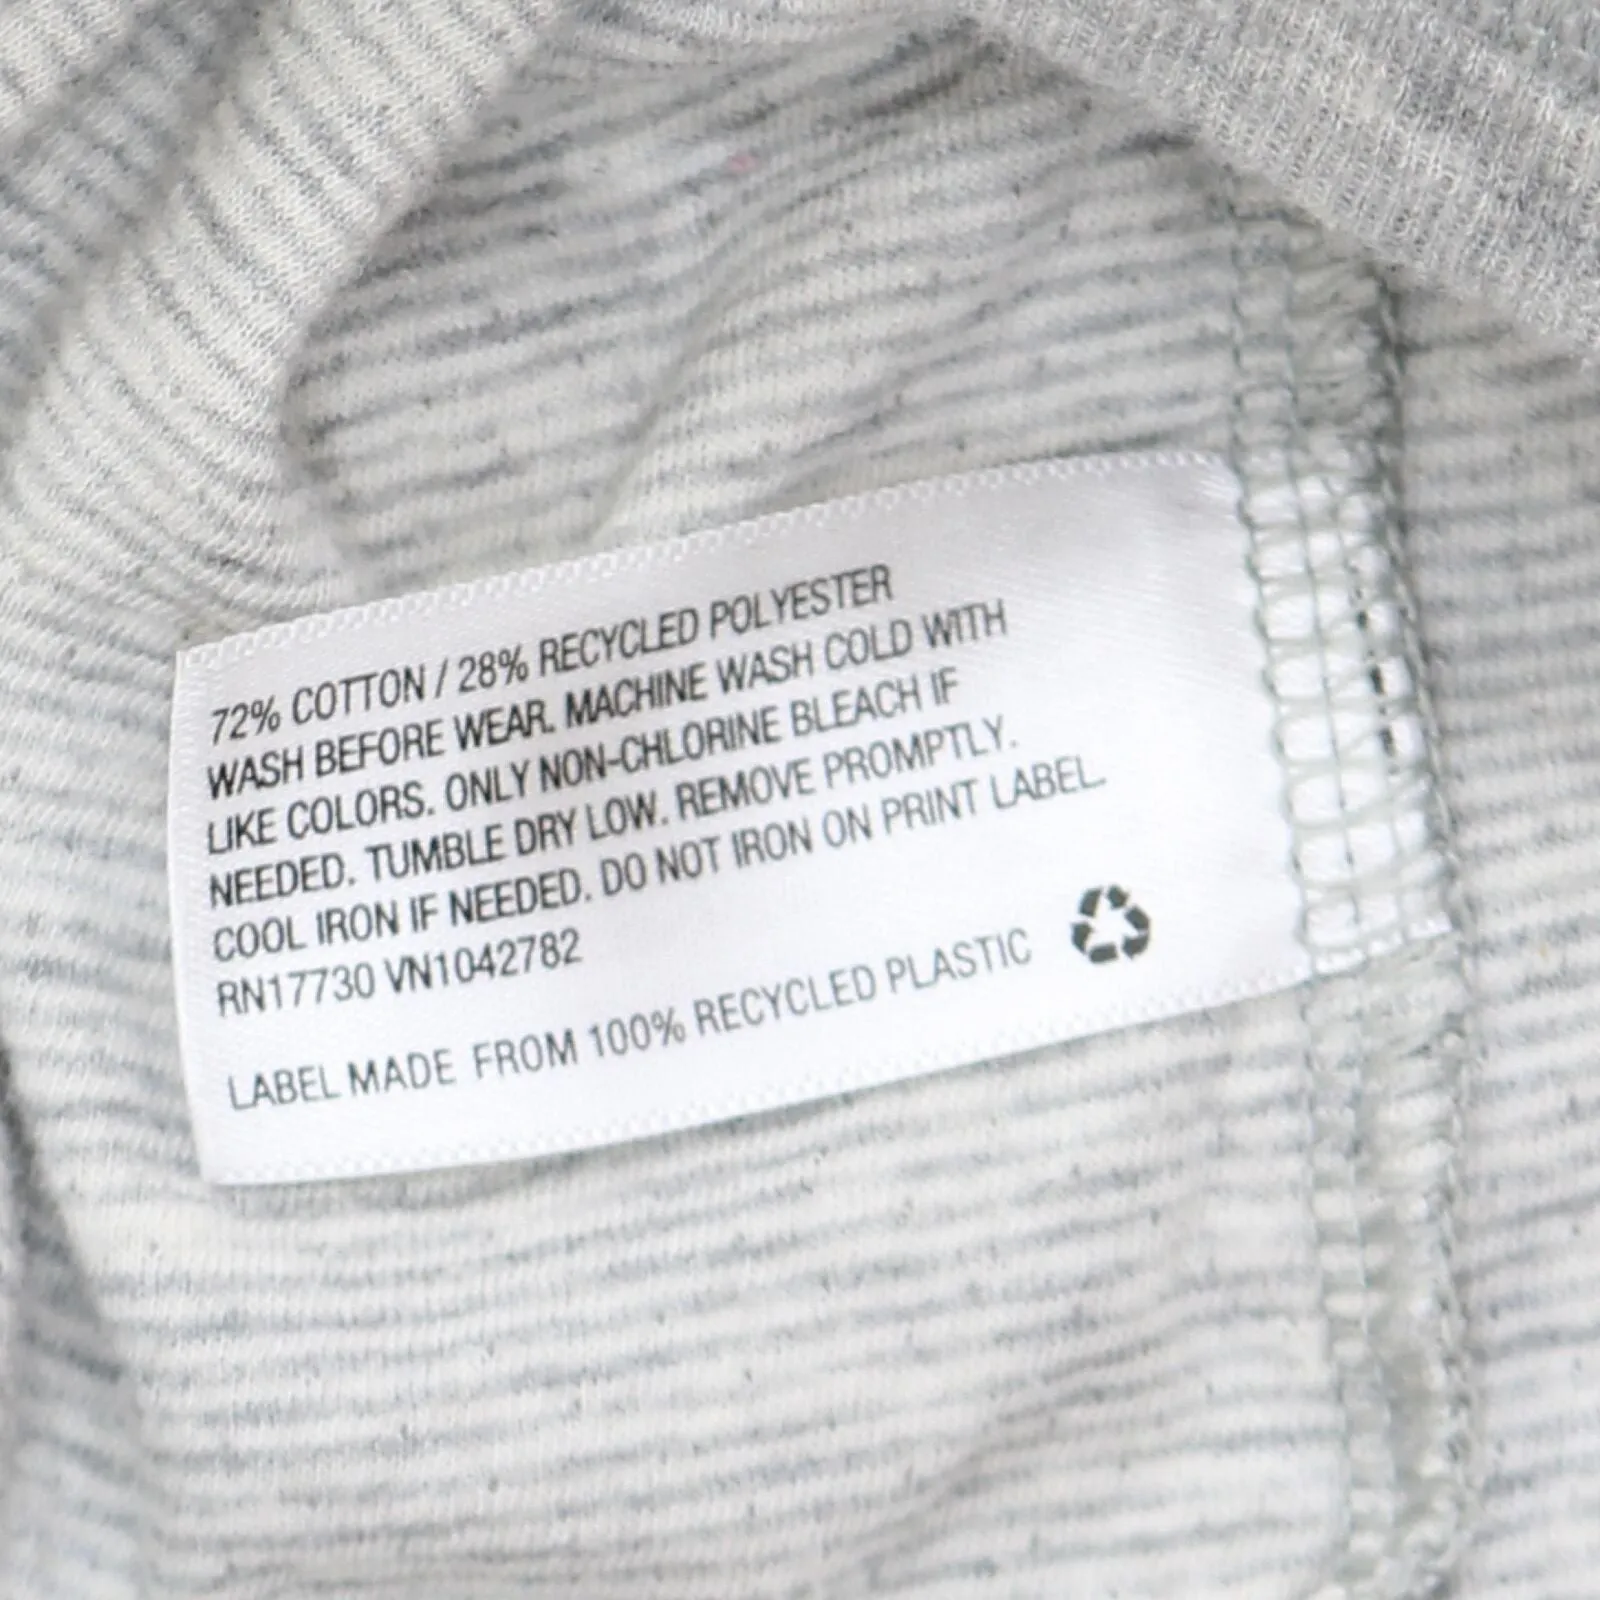 72% COTTON / 28% RECYCLED POLYESTER
WASH BEFORE WEAR. MACHINE WASH COLD WITH
LIKE COLORS. ONLY NON-CHLORINE BLEACH IF
NEEDED. TUMBLE DRY LOW. REMOVE PROMPTLY.
COOL IRON IF NEEDED. DO NOT IRON ON PRINT LABEL.
RN17730 VN1042782
LABEL MADE FROM 100% RECYCLED PLASTIC